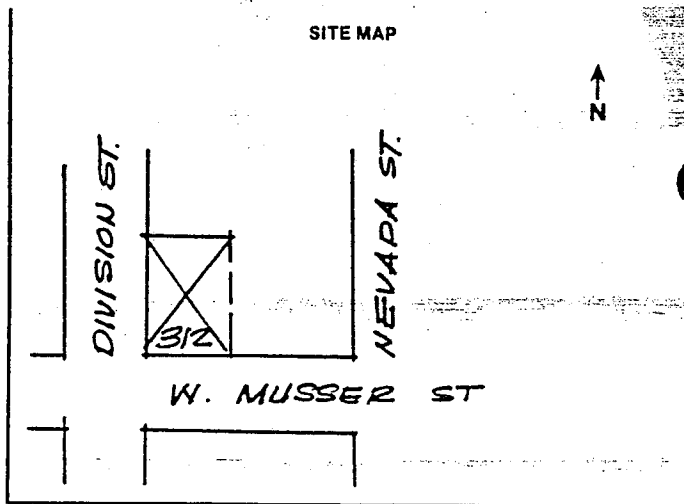 SITE MAP
N
DIVISION ST.
NEVADA ST.
312
W. MUSSER ST